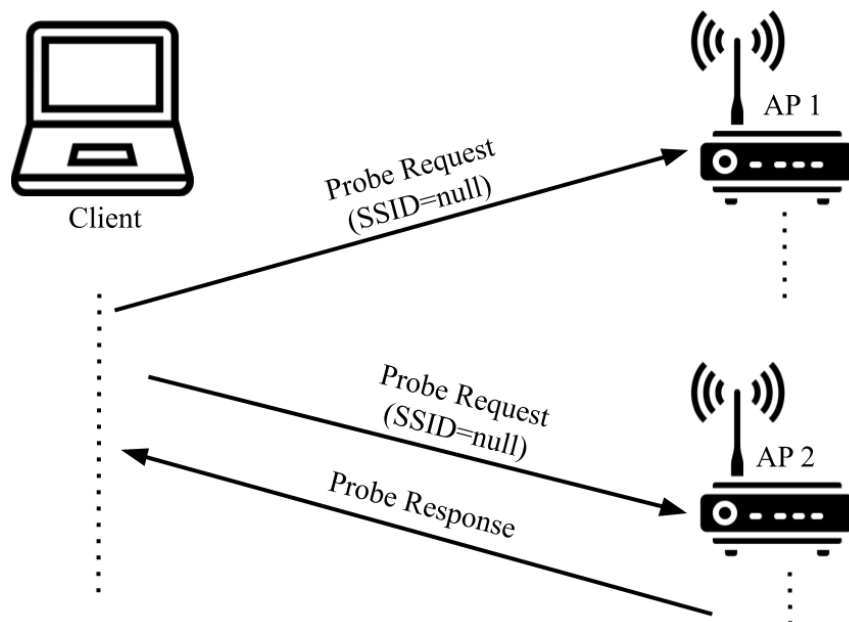 AP 1
Probe Request
(SSID=null)
Client
Probe Request
(SSID=null)
AP 2
Probe Response